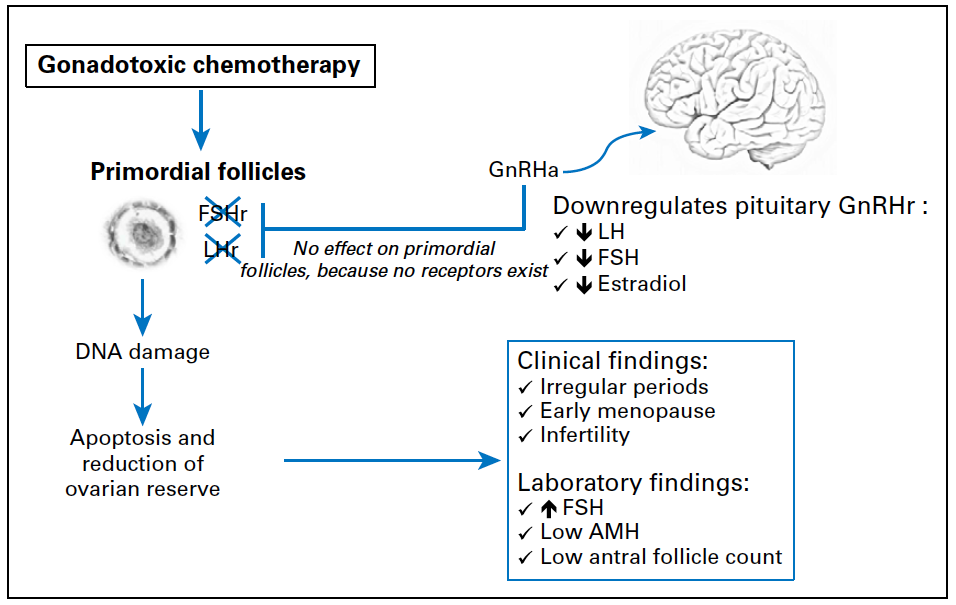 Gonadotoxic chemotherapy
Primordial follicles
FSHr
LHr
GnRHa
No effect on primordial
follicles, because no receptors exist
Downregulates pituitary GnRHr :
✓ 🡇 LH
✓ 🡇 FSH
✓ 🡇 Estradiol
DNA damage
Apoptosis and
reduction of
ovarian reserve
Clinical findings:
✓ Irregular periods
✓ Early menopause
✓ Infertility
Laboratory findings:
✓ 🡅 FSH
✓ Low AMH
✓ Low antral follicle count